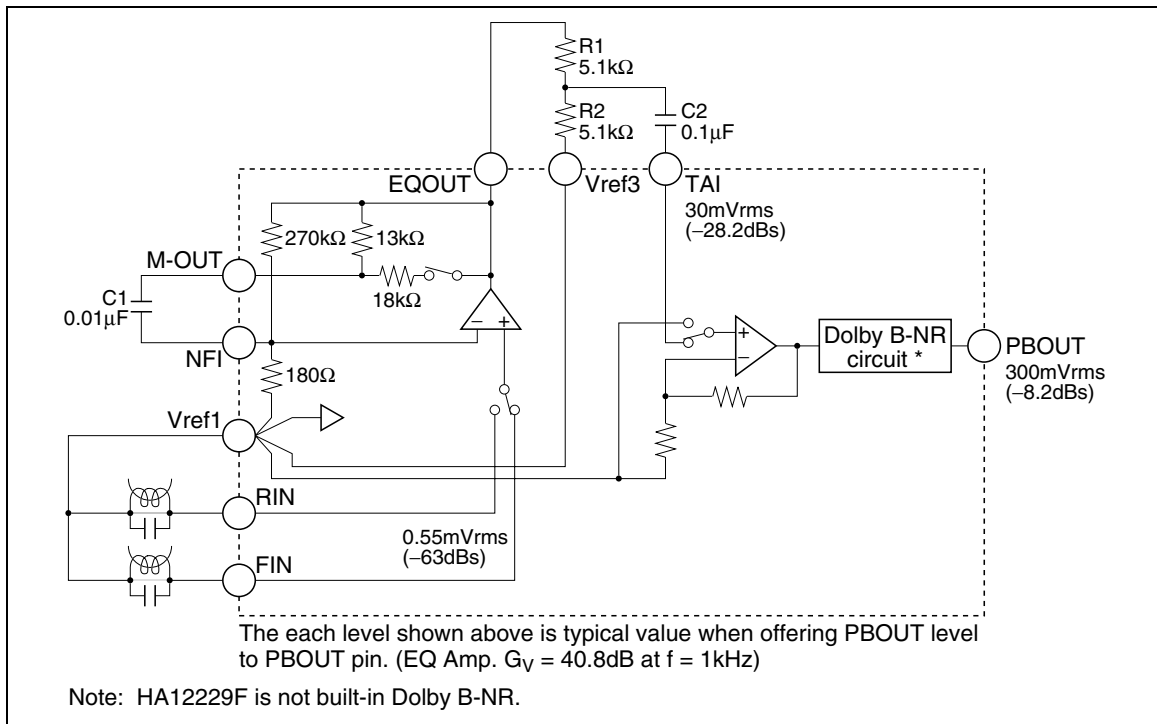 R1
5.1kΩ
R2
5.1kΩ
C2
0.1μF
EQOUT
Vref3
TAI
30mVrms
(−28.2dBs)
270kΩ
13kΩ
M-OUT
18kΩ
C1
0.01μF
−
+
+
−
Dolby B-NR
circuit *
PBOUT
300mVrms
(−8.2dBs)
NFI
180Ω
Vref1
RIN
0.55mVrms
(−63dBs)
FIN
The each level shown above is typical value when offering PBOUT level
to PBOUT pin. (EQ Amp. GV = 40.8dB at f = 1kHz)
Note: HA12229F is not built-in Dolby B-NR.